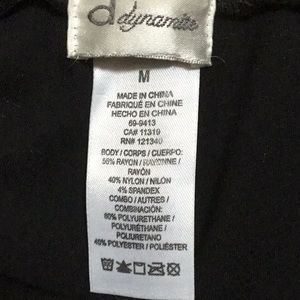 d dynamite
M
MADE IN CHINA
FABRIQUÉ EN CHINE
HECHO EN CHINA
69-9413
CA# 11319
RN# 121340
BODY / CORPS / CUERPO:
56% RAYON / RAYONNE /
RAYÓN
40% NYLON / NILÓN
4% SPANDEX
COMBO / AUTRES /
COMBINACIÓN:
60% POLYURETHANE /
POLYURÉTHANE /
POLIURETANO
40% POLYESTER / POLIÉSTER